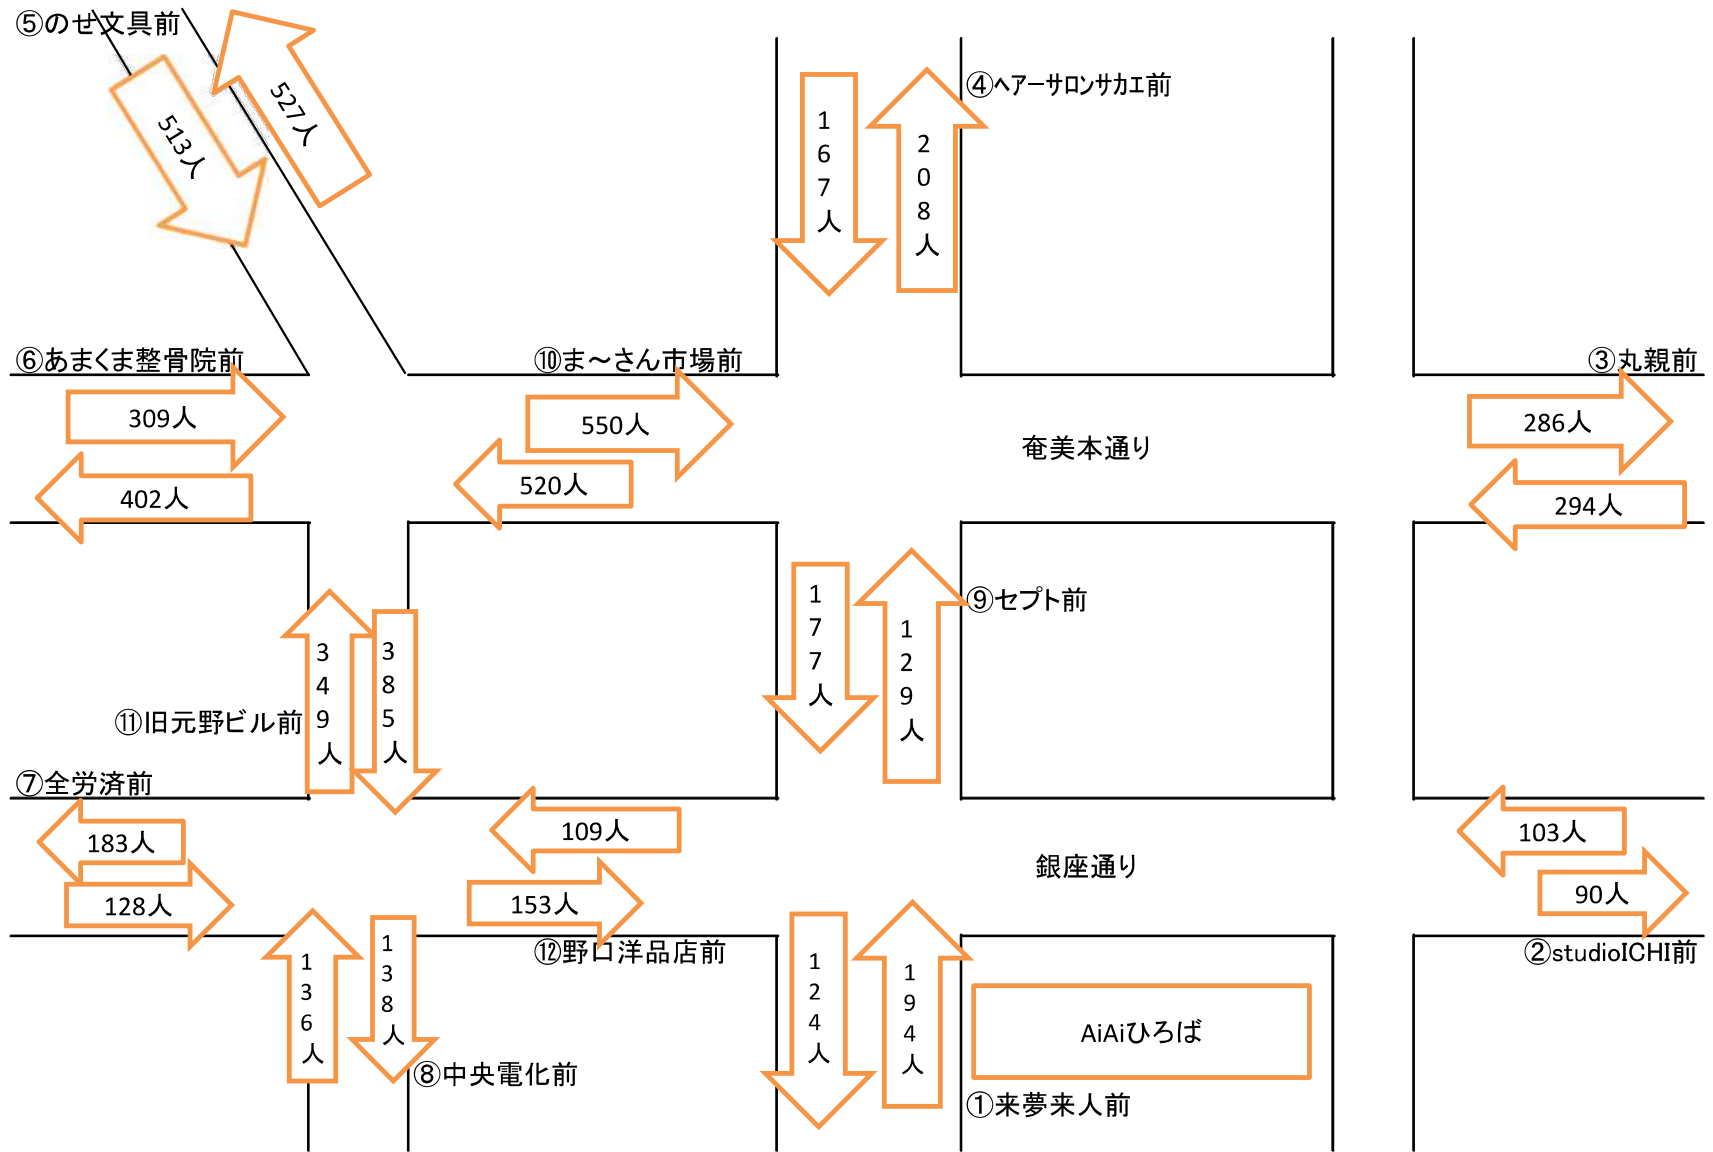 ⑤のせ文具前
527人
513人
④ヘアーサロンサカエ前
167人
208人
⑥あまくま整骨院前
⑩ま～さん市場前
③丸親前
309人
550人
286人
奄美本通り
402人
520人
294人
177人
⑨セプト前
129人
349人
385人
⑪旧元野ビル前
⑦全労済前
183人
109人
103人
銀座通り
128人
153人
90人
⑫野口洋品店前
②studioICHI前
136人
138人
124人
194人
AiAiひろば
⑧中央電化前
①来夢来人前